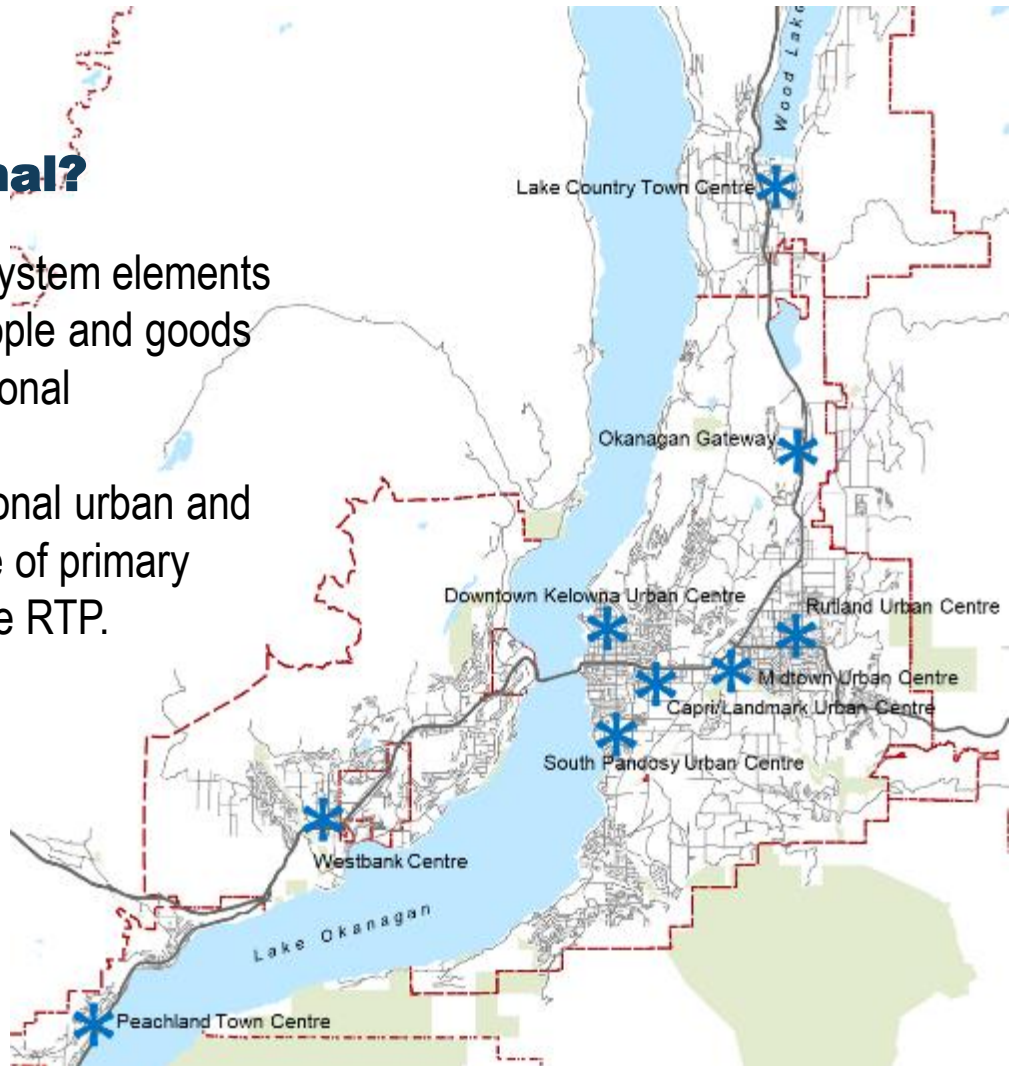 nal?
ystem elements
ople and goods
ional
onal urban and
e of primary
e RTP.
Wood Lake
Lake Country Town Centre
Okanagan Gateway
Downtown Kelowna Urban Centre
Rutland Urban Centre
Midtown Urban Centre
Capri/Landmark Urban Centre
South Pandosy Urban Centre
Westbank Centre
Lake Okanagan
Peachland Town Centre